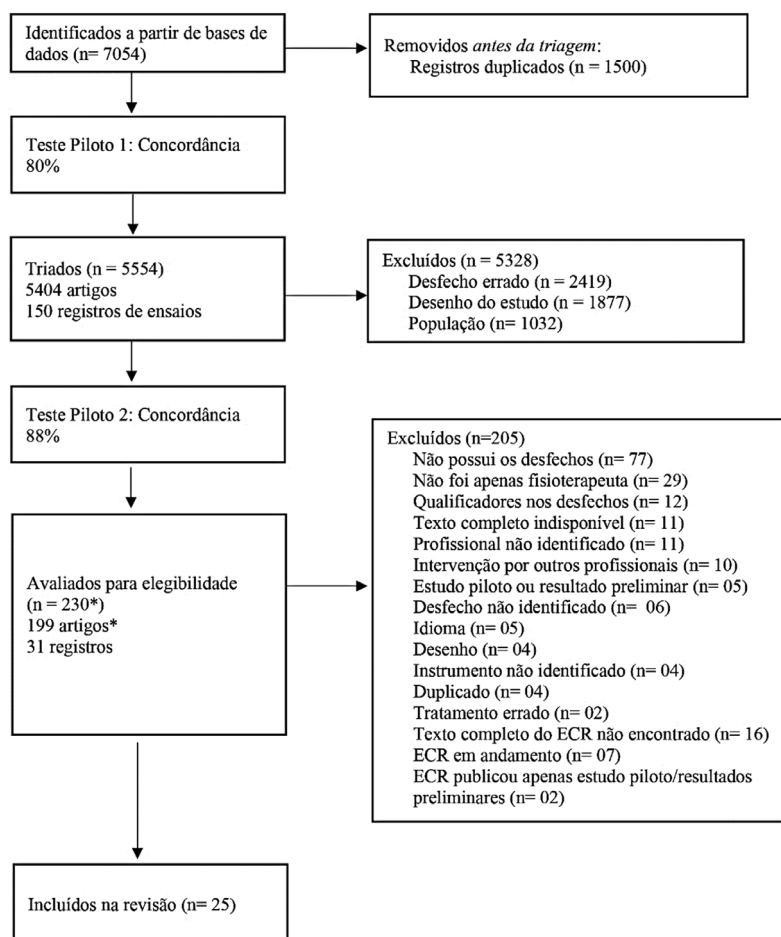 Identificados a partir de bases de
dados (n= 7054)
Removidos antes da triagem:
Registros duplicados (n = 1500)
Teste Piloto 1: Concordância
80%
Triados (n = 5554)
5404 artigos
150 registros de ensaios
Excluídos (n = 5328)
Desfecho errado (n= 2419)
Desenho do estudo (n = 1877)
População (n= 1032)
Teste Piloto 2: Concordância
88%
Excluídos (n=205)
Não possui os desfechos (n= 77)
Não foi apenas fisioterapeuta (n= 29)
Qualificadores nos desfechos (n= 12)
Texto completo indisponível (n= 11)
Profissional não identificado (n= 11)
Intervenção por outros profissionais (n= 10)
Estudo piloto ou resultado preliminar (n= 05)
Desfecho não identificado (n= 06)
Idioma (n= 05)
Desenho (n= 04)
Instrumento não identificado (n= 04)
Duplicado (n= 04)
Tratamento errado (n= 02)
Texto completo do ECR não encontrado (n= 16)
ECR em andamento (n= 07)
ECR publicou apenas estudo piloto/resultados
preliminares (n= 02)
Avaliados para elegibilidade
(n = 230*)
199 artigos*
31 registros
Incluídos na revisão (n= 25)